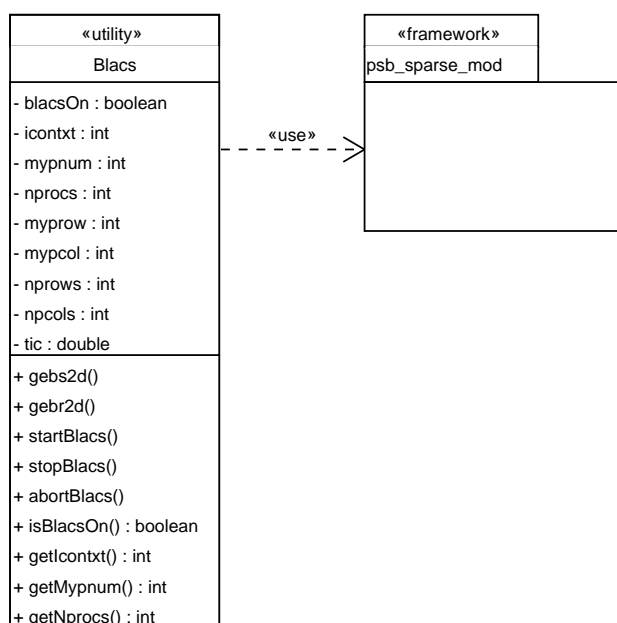 «utility»
Blacs
- blacsOn : boolean
- icontxt : int
- mypnum : int
- nprocs : int
- myprow : int
- mypcol : int
- nprows : int
- npcols : int
- tic : double
+ gebs2d()
+ gebr2d()
+ startBlacs()
+ stopBlacs()
+ abortBlacs()
+ isBlacsOn() : boolean
+ getIcontxt() : int
+ getMypnum() : int
+ getNprocs() : int
«use»
«framework»
psb_sparse_mod